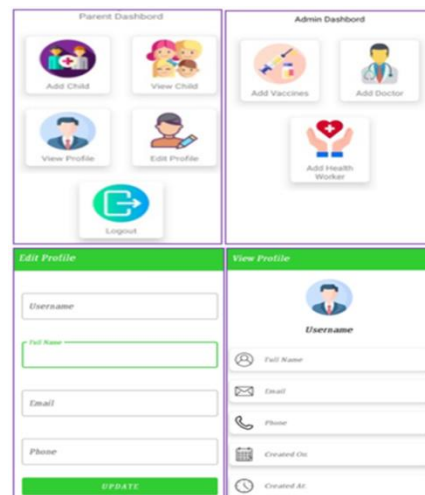 Parent Dashbord
Add Child
View Child
View Profile
Edit Profile
Logout
Admin Dashbord
Add Vaccines
Add Doctor
Add Health
Worker
Edit Profile
Username
Full Name
Email
Phone
UPDATE
View Profile
Username
Full Name
Email
Phone
Created On.
Created At.